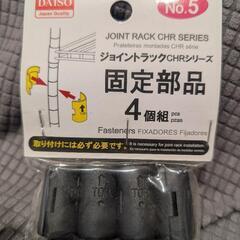 DAISO
Japan Quality
No.5
JOINT RACK CHR SERIES
Prateleiras montadas CHR série
ジョイントラックCHRシリーズ
固定部品
4個組 pcs pzas
Fasteners FIXADORES Fijadores
取り付けには必ず必要です。
It is necessary for joint rack installation.